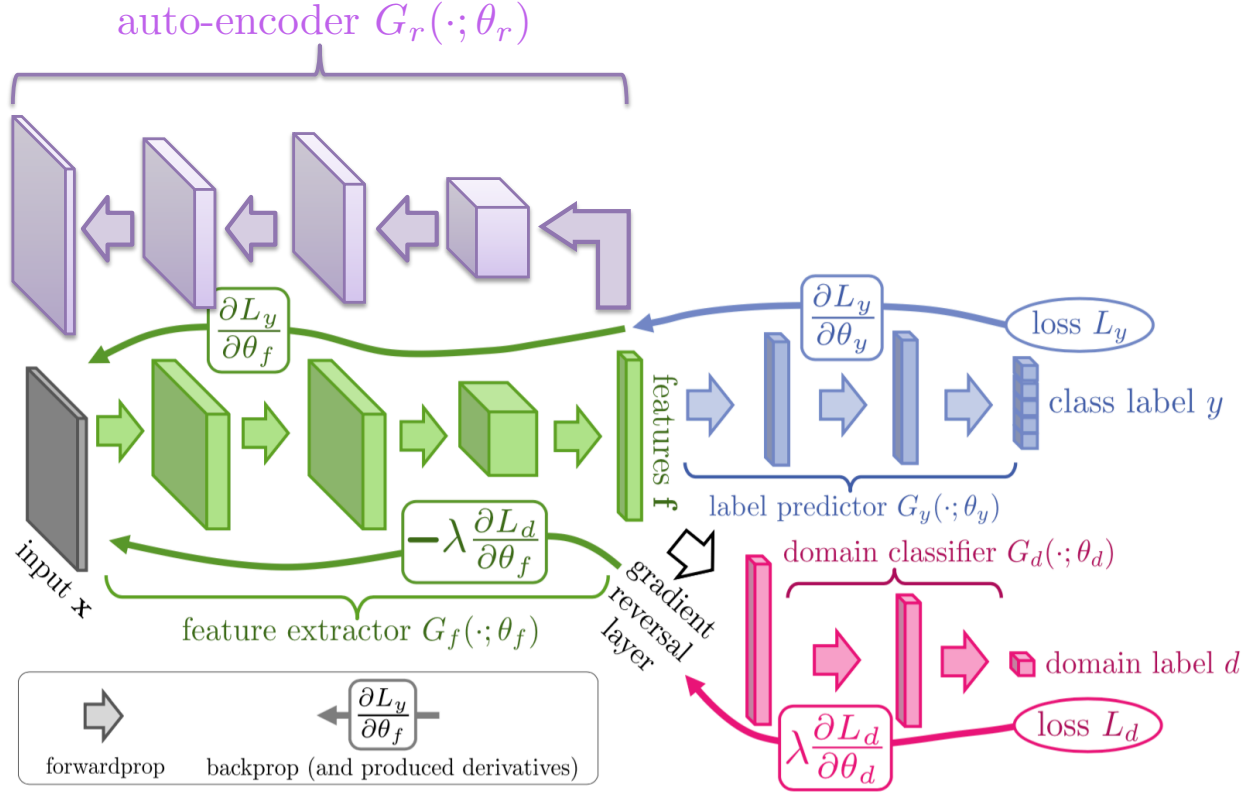 auto-encoder G_r(·; θ_r)
∂L_y/∂θ_f
∂L_y/∂θ_y
loss L_y
features f
class label y
label predictor G_y(·; θ_y)
input x
−λ ∂L_d/∂θ_f
feature extractor G_f(·; θ_f)
gradient
reversal
layer
domain classifier G_d(·; θ_d)
domain label d
λ ∂L_d/∂θ_d
loss L_d
∂L_y/∂θ_f
forwardprop
backprop (and produced derivatives)